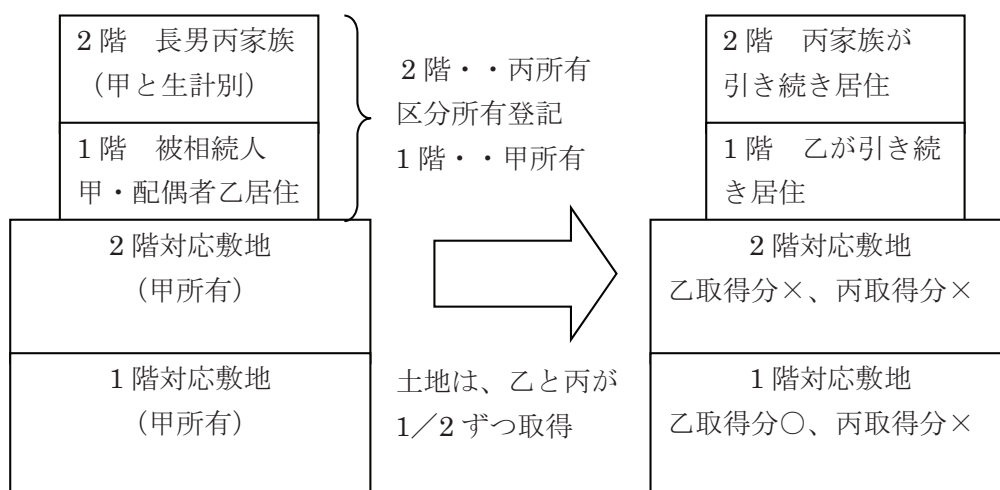 2階　長男丙家族
（甲と生計別）
1階　被相続人
甲・配偶者乙居住
2階・・丙所有
区分所有登記
1階・・甲所有
2階対応敷地
（甲所有）
1階対応敷地
（甲所有）
土地は、乙と丙が
1／2ずつ取得
2階　丙家族が
引き続き居住
1階　乙が引き続
き居住
2階対応敷地
乙取得分×、丙取得分×
1階対応敷地
乙取得分○、丙取得分×